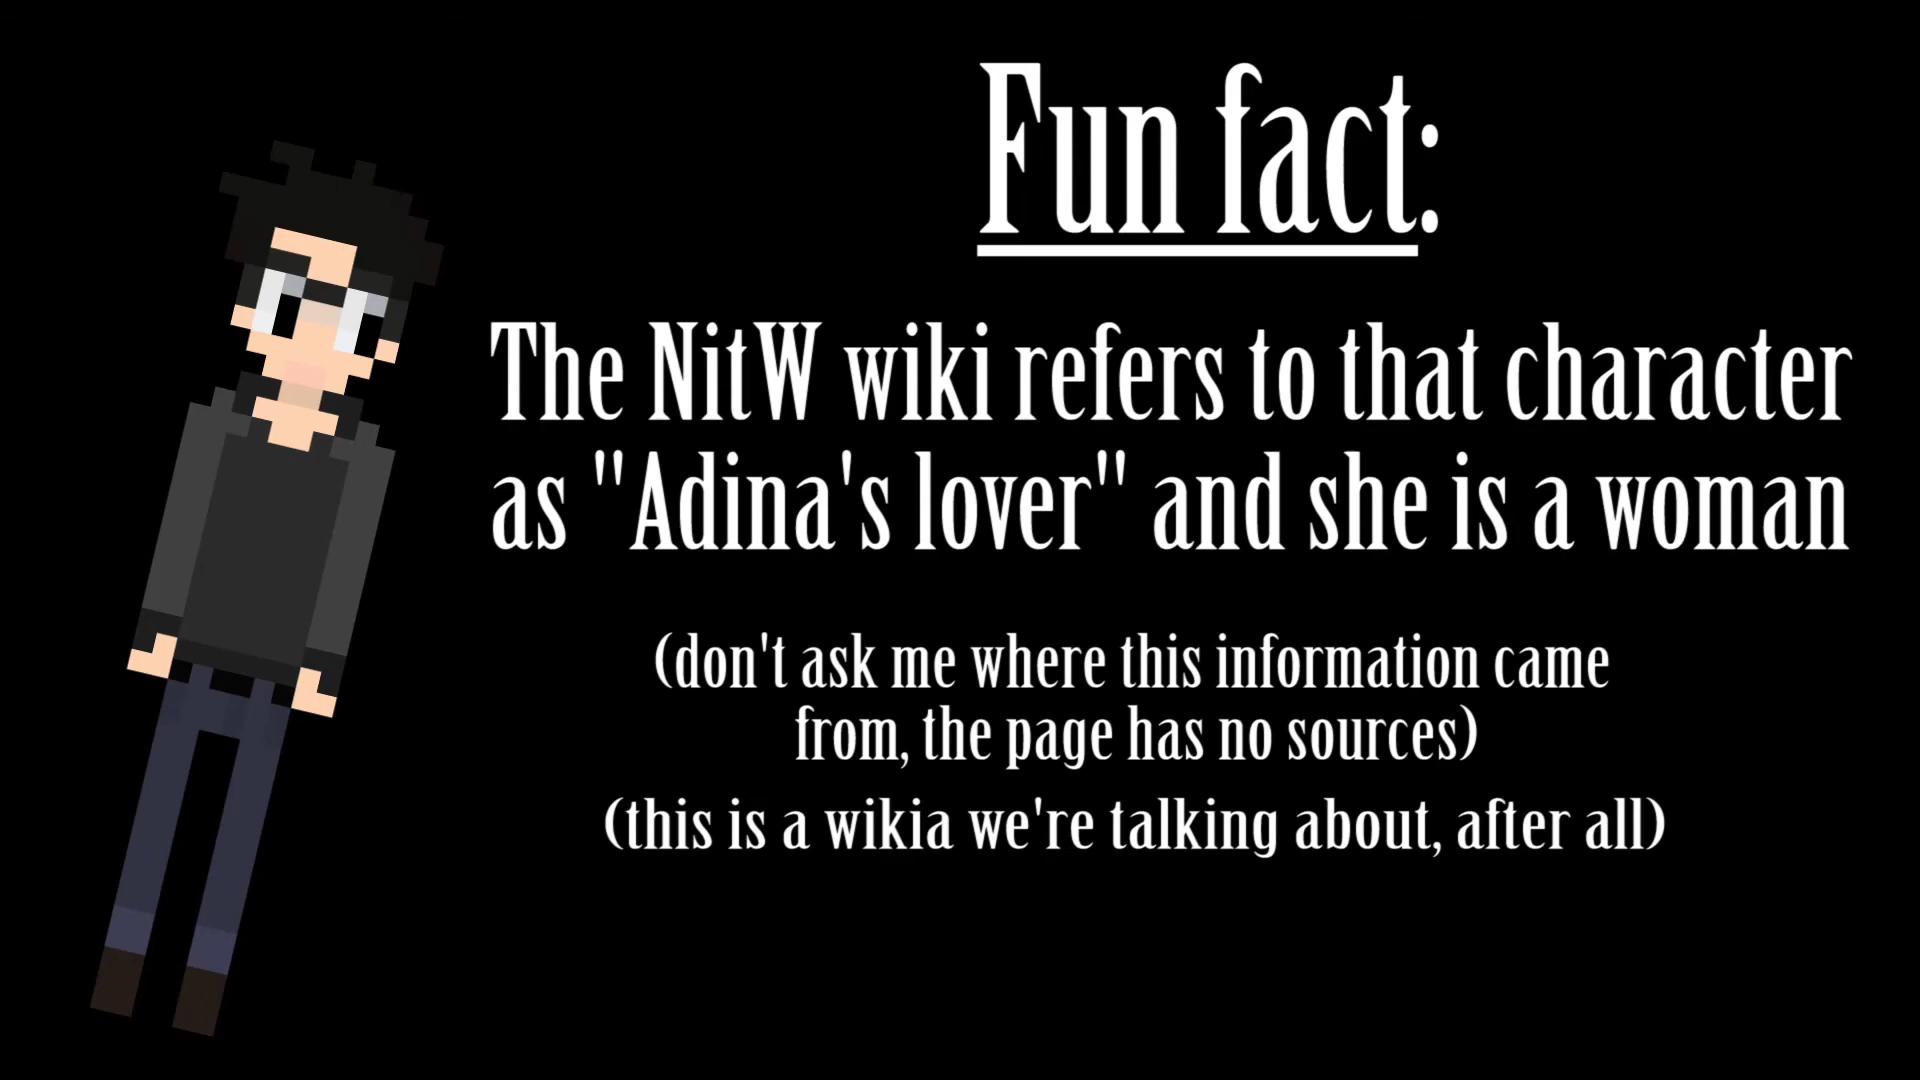 Fun fact:
The NitW wiki refers to that character
as "Adina's lover" and she is a woman
(don't ask me where this information came
from, the page has no sources)
(this is a wikia we're talking about, after all)